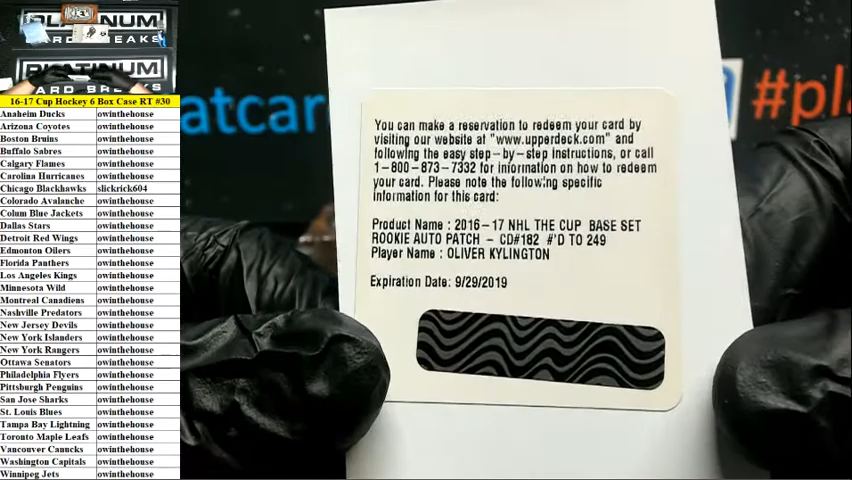 PLATINUM
CARD BREAKS
PLATINUM
CARD BREAKS
16-17 Cup Hockey 6 Box Case RT #30
Anaheim Ducks owinthehouse
Arizona Coyotes owinthehouse
Boston Bruins owinthehouse
Buffalo Sabres owinthehouse
Calgary Flames owinthehouse
Carolina Hurricanes owinthehouse
Chicago Blackhawks slickrick604
Colorado Avalanche owinthehouse
Colum Blue Jackets owinthehouse
Dallas Stars owinthehouse
Detroit Red Wings owinthehouse
Edmonton Oilers owinthehouse
Florida Panthers owinthehouse
Los Angeles Kings owinthehouse
Minnesota Wild owinthehouse
Montreal Canadiens owinthehouse
Nashville Predators owinthehouse
New Jersey Devils owinthehouse
New York Islanders owinthehouse
New York Rangers owinthehouse
Ottawa Senators owinthehouse
Philadelphia Flyers owinthehouse
Pittsburgh Penguins owinthehouse
San Jose Sharks owinthehouse
St. Louis Blues owinthehouse
Tampa Bay Lightning owinthehouse
Toronto Maple Leafs owinthehouse
Vancouver Canucks owinthehouse
Washington Capitals owinthehouse
Winnipeg Jets owinthehouse
atcar
#pla
You can make a reservation to redeem your card by
visiting our website at "www.upperdeck.com" and
following the easy step-by-step instructions, or call
1-800-873-7332 for information on how to redeem
your card. Please note the following specific
information for this card:
Product Name : 2016-17 NHL THE CUP BASE SET
ROOKIE AUTO PATCH - CD#182 #'D TO 249
Player Name : OLIVER KYLINGTON
Expiration Date: 9/29/2019